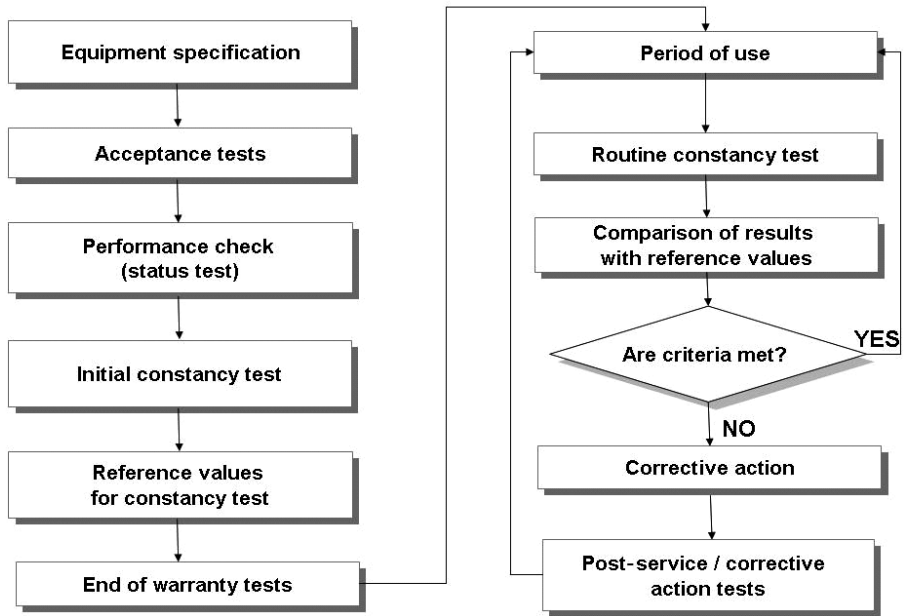 Equipment specification
Acceptance tests
Performance check
(status test)
Initial constancy test
Reference values
for constancy test
End of warranty tests
Period of use
Routine constancy test
Comparison of results
with reference values
Are criteria met?
YES
NO
Corrective action
Post-service / corrective
action tests